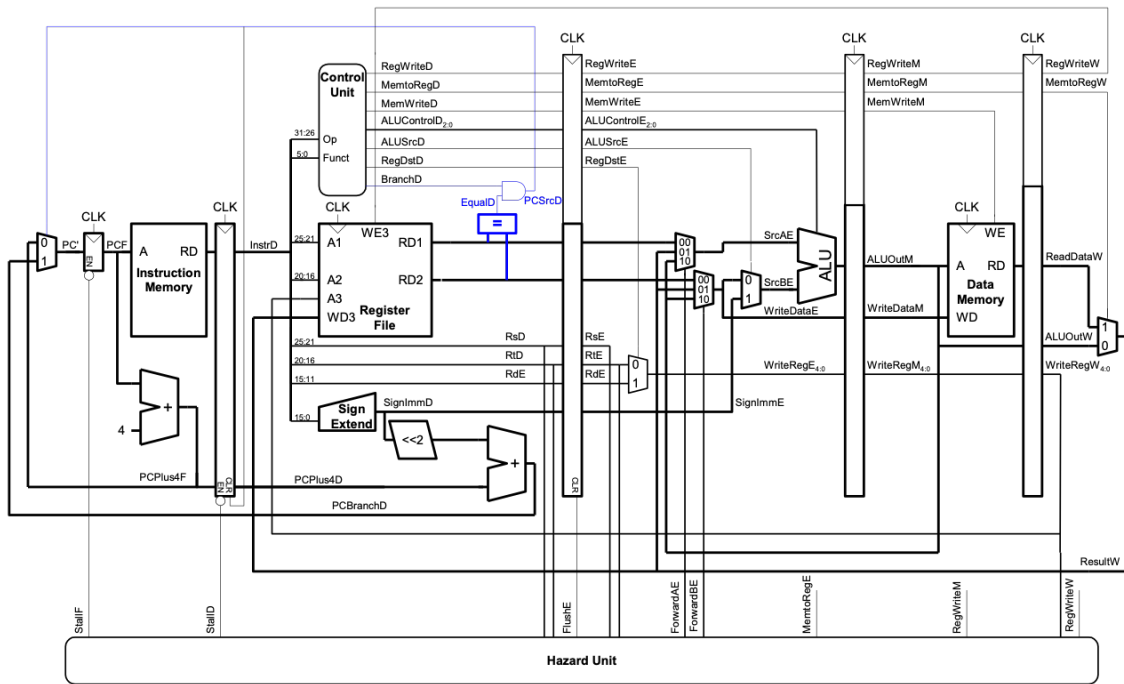 CLK
CLK
CLK
RegWriteD
RegWriteE
RegWriteM
RegWriteW
Control
Unit
MemtoRegD
MemtoRegE
MemtoRegM
MemtoRegW
MemWriteD
MemWriteE
MemWriteM
ALUControlD2:0
ALUControlE2:0
31:26
Op
ALUSrcD
ALUSrcE
5:0
Funct
RegDstD
RegDstE
BranchD
EqualD
PCSrcD
CLK
CLK
CLK
CLK
WE3
=
WE
0
1
PC'
PCF
EN
A
RD
Instruction
Memory
InstrD
25:21
A1
RD1
20:16
A2
RD2
A3
WD3
Register
File
00
01
10
00
01
10
0
1
SrcAE
SrcBE
ALU
ALUOutM
A
RD
Data
Memory
WD
ReadDataW
WriteDataE
WriteDataM
ALUOutW
1
0
25:21
RsD
RsE
20:16
RtD
RtE
15:11
RdE
RdE
0
1
WriteRegE4:0
WriteRegM4:0
WriteRegW4:0
15:0
Sign
Extend
SignImmD
SignImmE
<<2
+
+
4
PCPlus4F
EN
CLR
PCPlus4D
CLR
PCBranchD
ResultW
StallF
StallD
FlushE
ForwardAE
ForwardBE
MemtoRegE
RegWriteM
RegWriteW
Hazard Unit